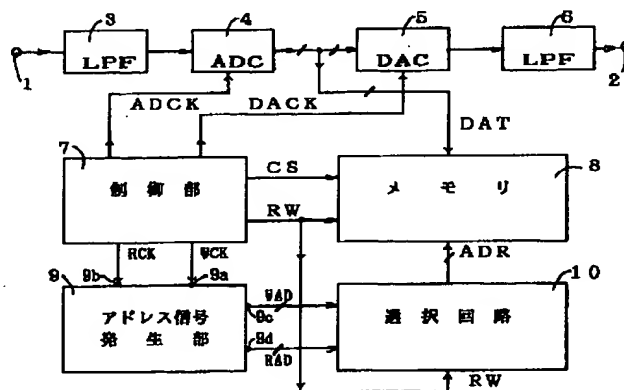 3
4
5
6
LPF
ADC
DAC
LPF
1
2
ADCK
DACK
DAT
7
8
制御部
CS
メモリ
RW
RCK
WCK
ADR
9
9b
9a
10
アドレス信号
発生部
9c
WAD
9d
RAD
選択回路
RW